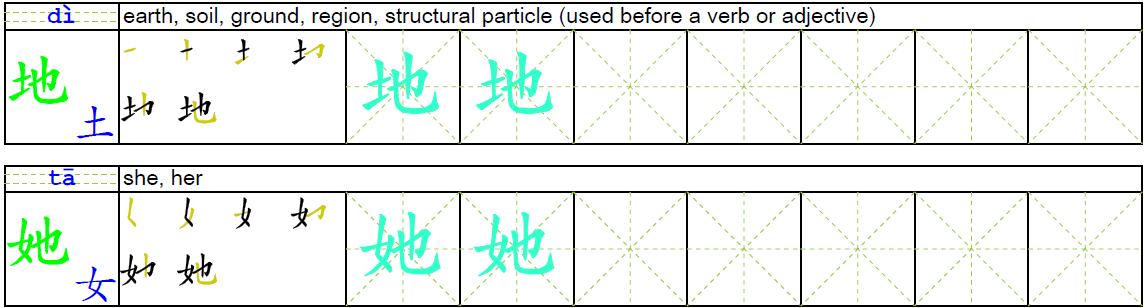 dì earth, soil, ground, region, structural particle (used before a verb or adjective)
地 土 地 地
tā she, her
她 女 她 她